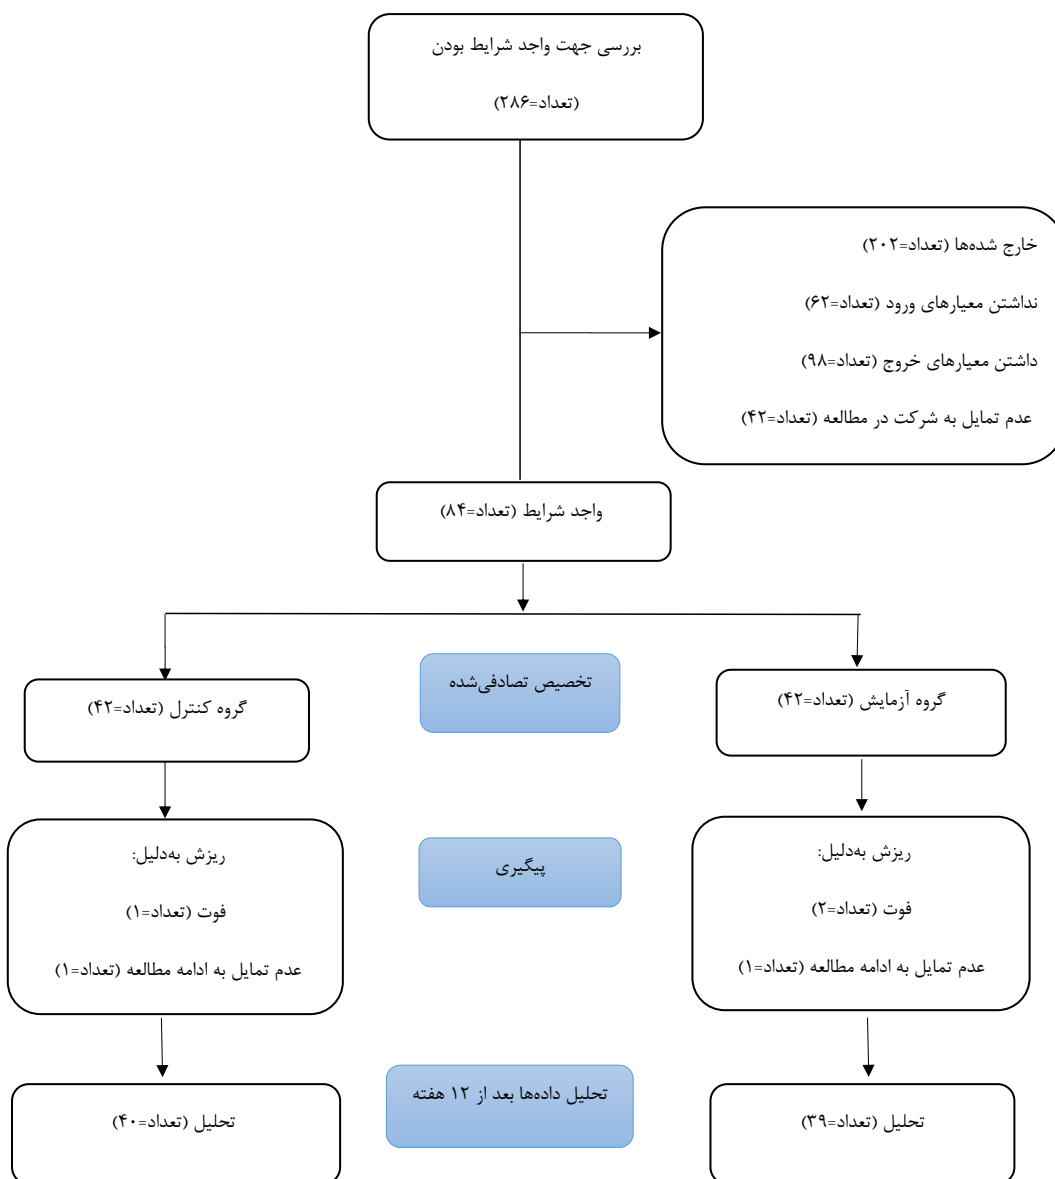 بررسی جهت واجد شرایط بودن
(تعداد=۲۸۶)
خارج شده‌ها (تعداد=۲۰۲)
نداشتن معیارهای ورود (تعداد=۶۲)
داشتن معیارهای خروج (تعداد=۹۸)
عدم تمایل به شرکت در مطالعه (تعداد=۴۲)
واجد شرایط (تعداد=۸۴)
تخصیص تصادفی‌شده
گروه آزمایش (تعداد=۴۲)
گروه کنترل (تعداد=۴۲)
ریزش به‌دلیل:
فوت (تعداد=۲)
عدم تمایل به ادامه مطالعه (تعداد=۱)
پیگیری
ریزش به‌دلیل:
فوت (تعداد=۱)
عدم تمایل به ادامه مطالعه (تعداد=۱)
تحلیل (تعداد=۳۹)
تحلیل داده‌ها بعد از ۱۲ هفته
تحلیل (تعداد=۴۰)